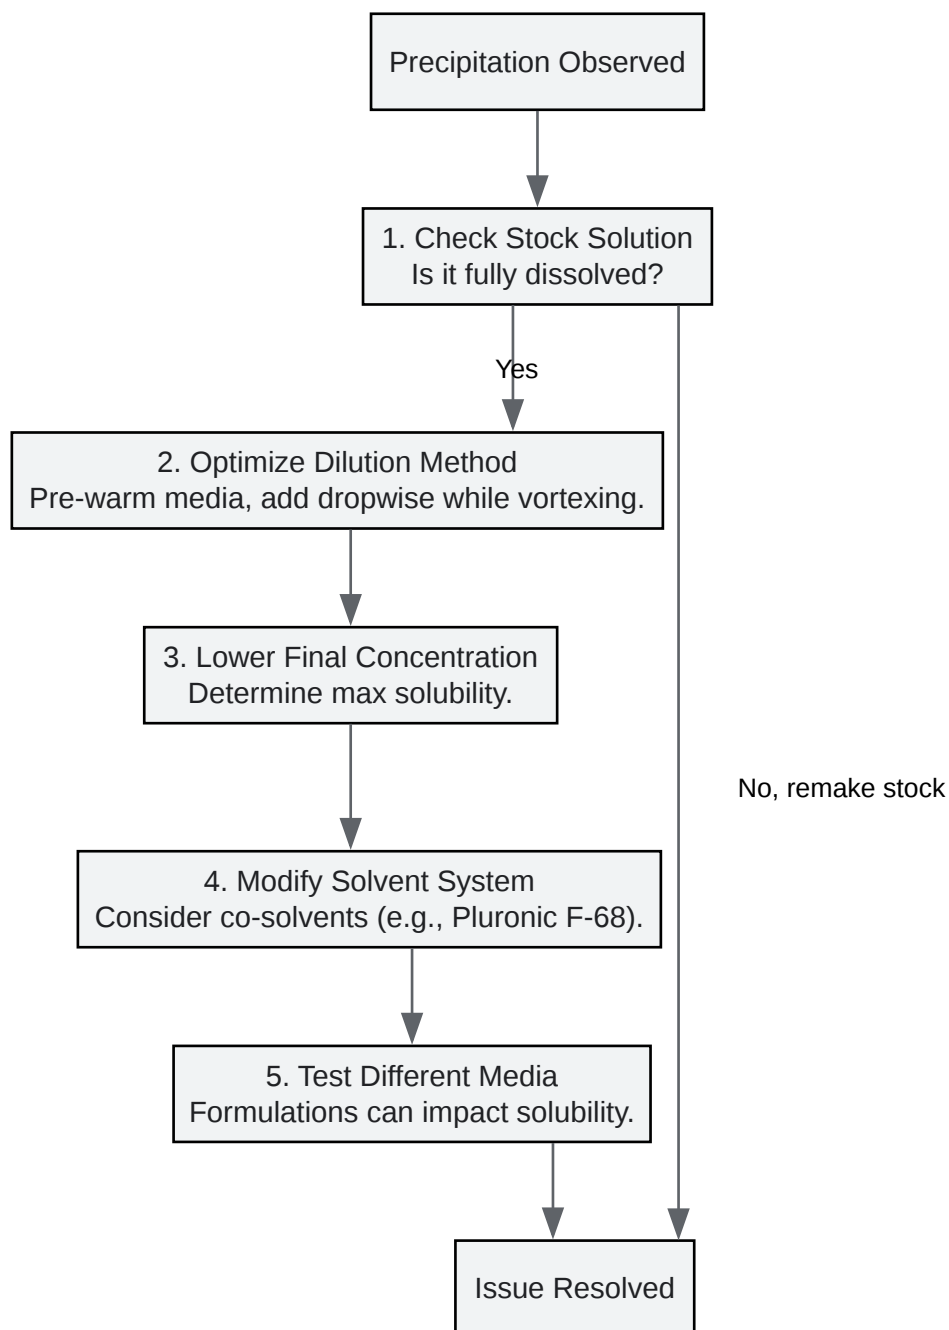 Precipitation Observed
1. Check Stock Solution
Is it fully dissolved?
Yes
2. Optimize Dilution Method
Pre-warm media, add dropwise while vortexing.
3. Lower Final Concentration
Determine max solubility.
No, remake stock
4. Modify Solvent System
Consider co-solvents (e.g., Pluronic F-68).
5. Test Different Media
Formulations can impact solubility.
Issue Resolved